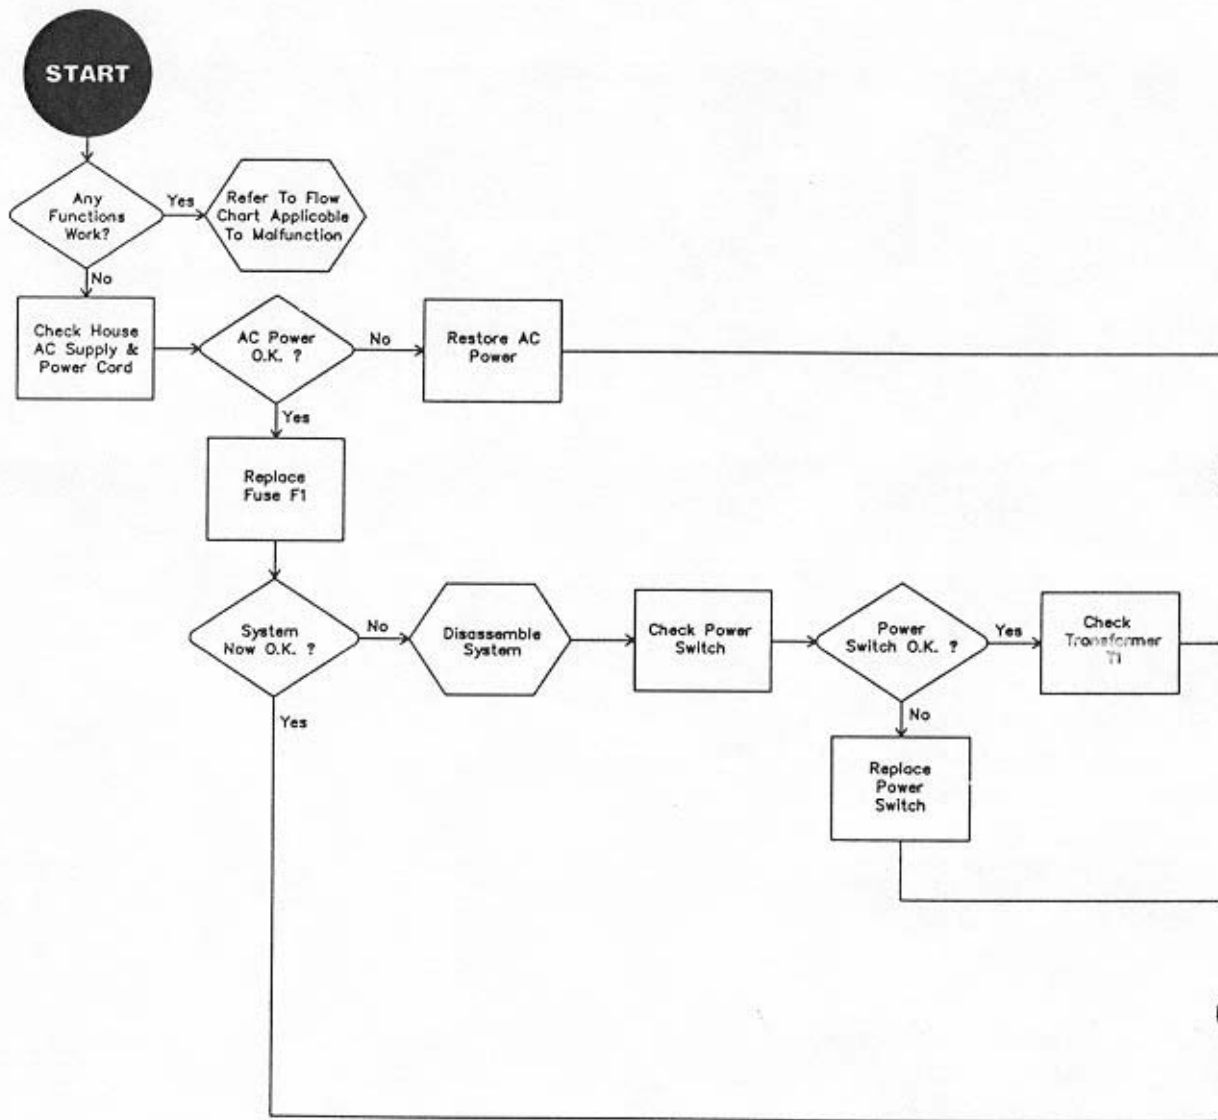 START
Any
Functions
Work?
Yes
Refer To Flow
Chart Applicable
To Malfunction
No
Check House
AC Supply &
Power Cord
AC Power
O.K. ?
No
Restore AC
Power
Yes
Replace
Fuse F1
System
Now O.K. ?
No
Disassemble
System
Check Power
Switch
Power
Switch O.K. ?
Yes
Check
Transformer
T1
Yes
No
Replace
Power
Switch